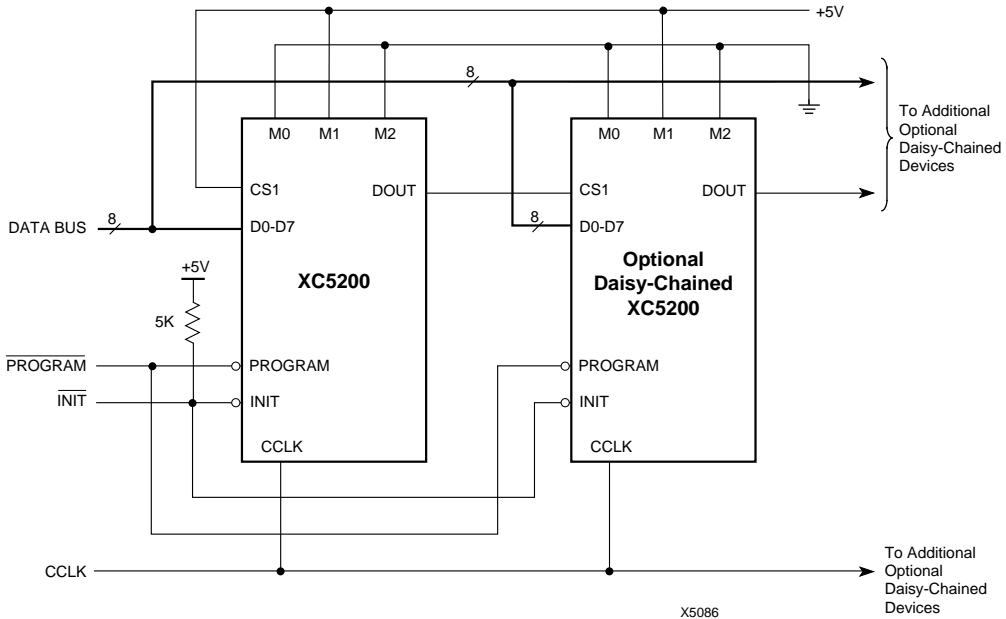 +5V
8
M0 M1 M2
M0 M1 M2
To Additional
Optional
Daisy-Chained
Devices
CS1
DOUT
CS1
DOUT
DATA BUS
8
D0-D7
8
D0-D7
+5V
XC5200
Optional
Daisy-Chained
XC5200
5K
PROGRAM
PROGRAM
PROGRAM
INIT
INIT
INIT
CCLK
CCLK
CCLK
To Additional
Optional
Daisy-Chained
Devices
X5086